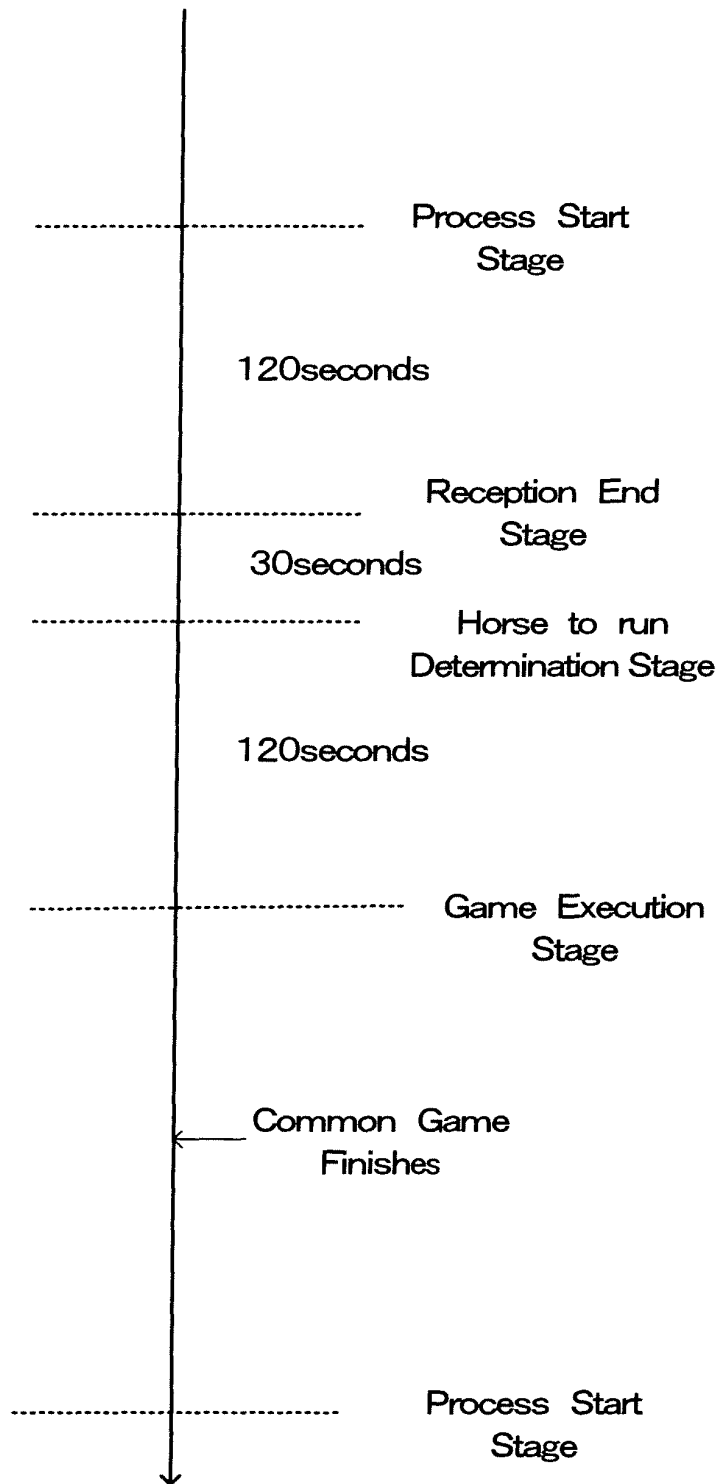 Process Start
Stage
120seconds
Reception End
Stage
30seconds
Horse to run
Determination Stage
120seconds
Game Execution
Stage
Common Game
Finishes
Process Start
Stage